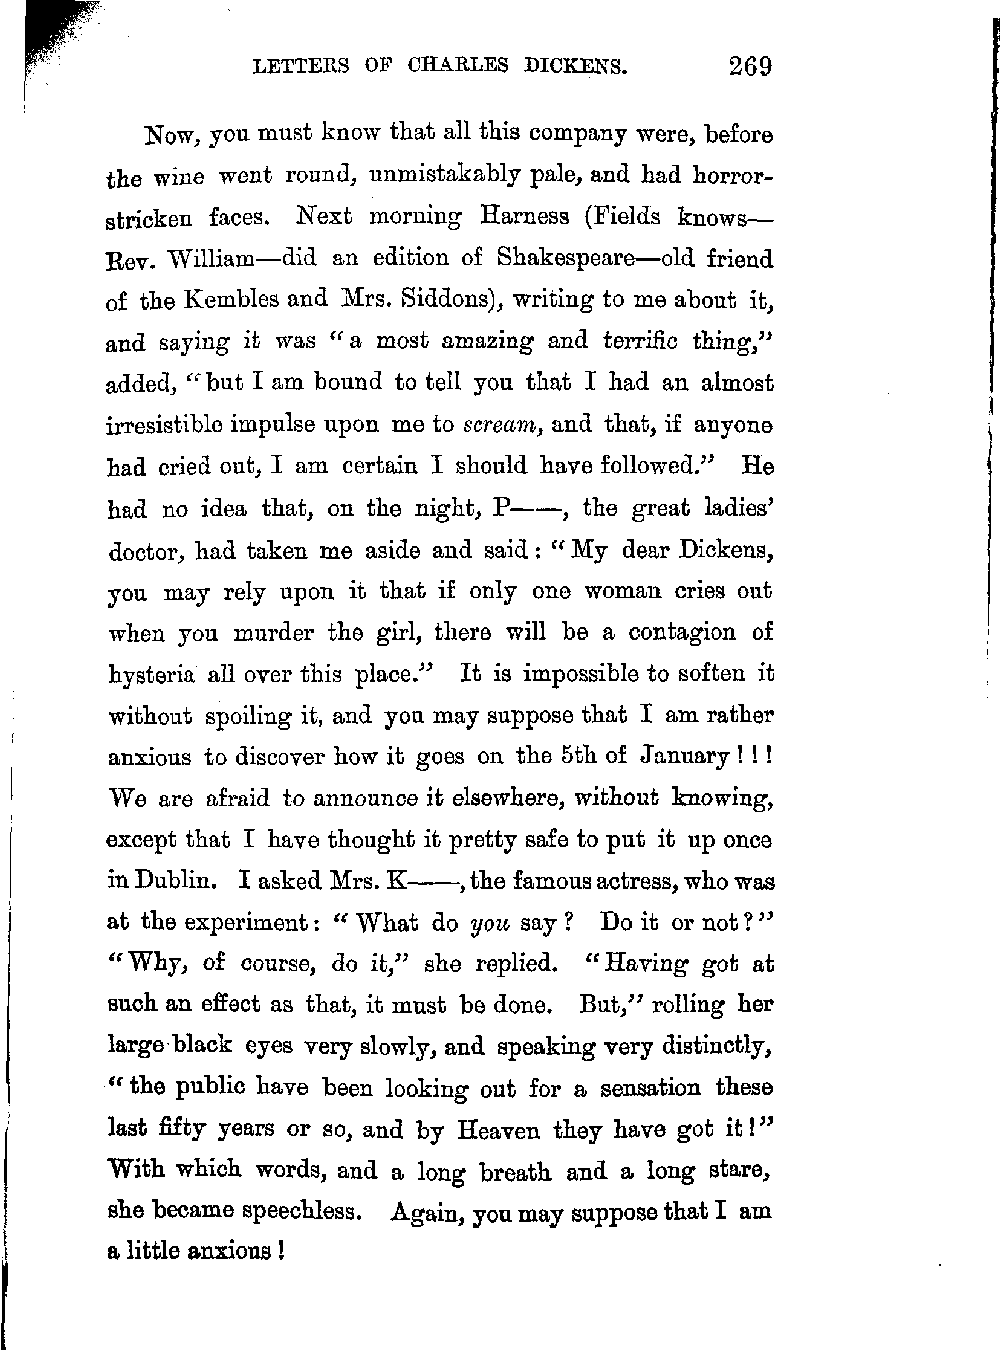 LETTERS OF CHARLES DICKENS. 269
Now, you must know that all this company were, before
the wine went round, unmistakably pale, and had horror-
stricken faces. Next morning Harness (Fields knows—
Rev. William—did an edition of Shakespeare—old friend
of the Kembles and Mrs. Siddons), writing to me about it,
and saying it was “a most amazing and terrific thing,”
added, “but I am bound to tell you that I had an almost
irresistible impulse upon me to scream, and that, if anyone
had cried out, I am certain I should have followed.” He
had no idea that, on the night, P——, the great ladies’
doctor, had taken me aside and said: “My dear Dickens,
you may rely upon it that if only one woman cries out
when you murder the girl, there will be a contagion of
hysteria all over this place.” It is impossible to soften it
without spoiling it, and you may suppose that I am rather
anxious to discover how it goes on the 5th of January!!!
We are afraid to announce it elsewhere, without knowing,
except that I have thought it pretty safe to put it up once
in Dublin. I asked Mrs. K——, the famous actress, who was
at the experiment: “What do you say? Do it or not?”
“Why, of course, do it,” she replied. “Having got at
such an effect as that, it must be done. But,” rolling her
large black eyes very slowly, and speaking very distinctly,
“the public have been looking out for a sensation these
last fifty years or so, and by Heaven they have got it!”
With which words, and a long breath and a long stare,
she became speechless. Again, you may suppose that I am
a little anxious!